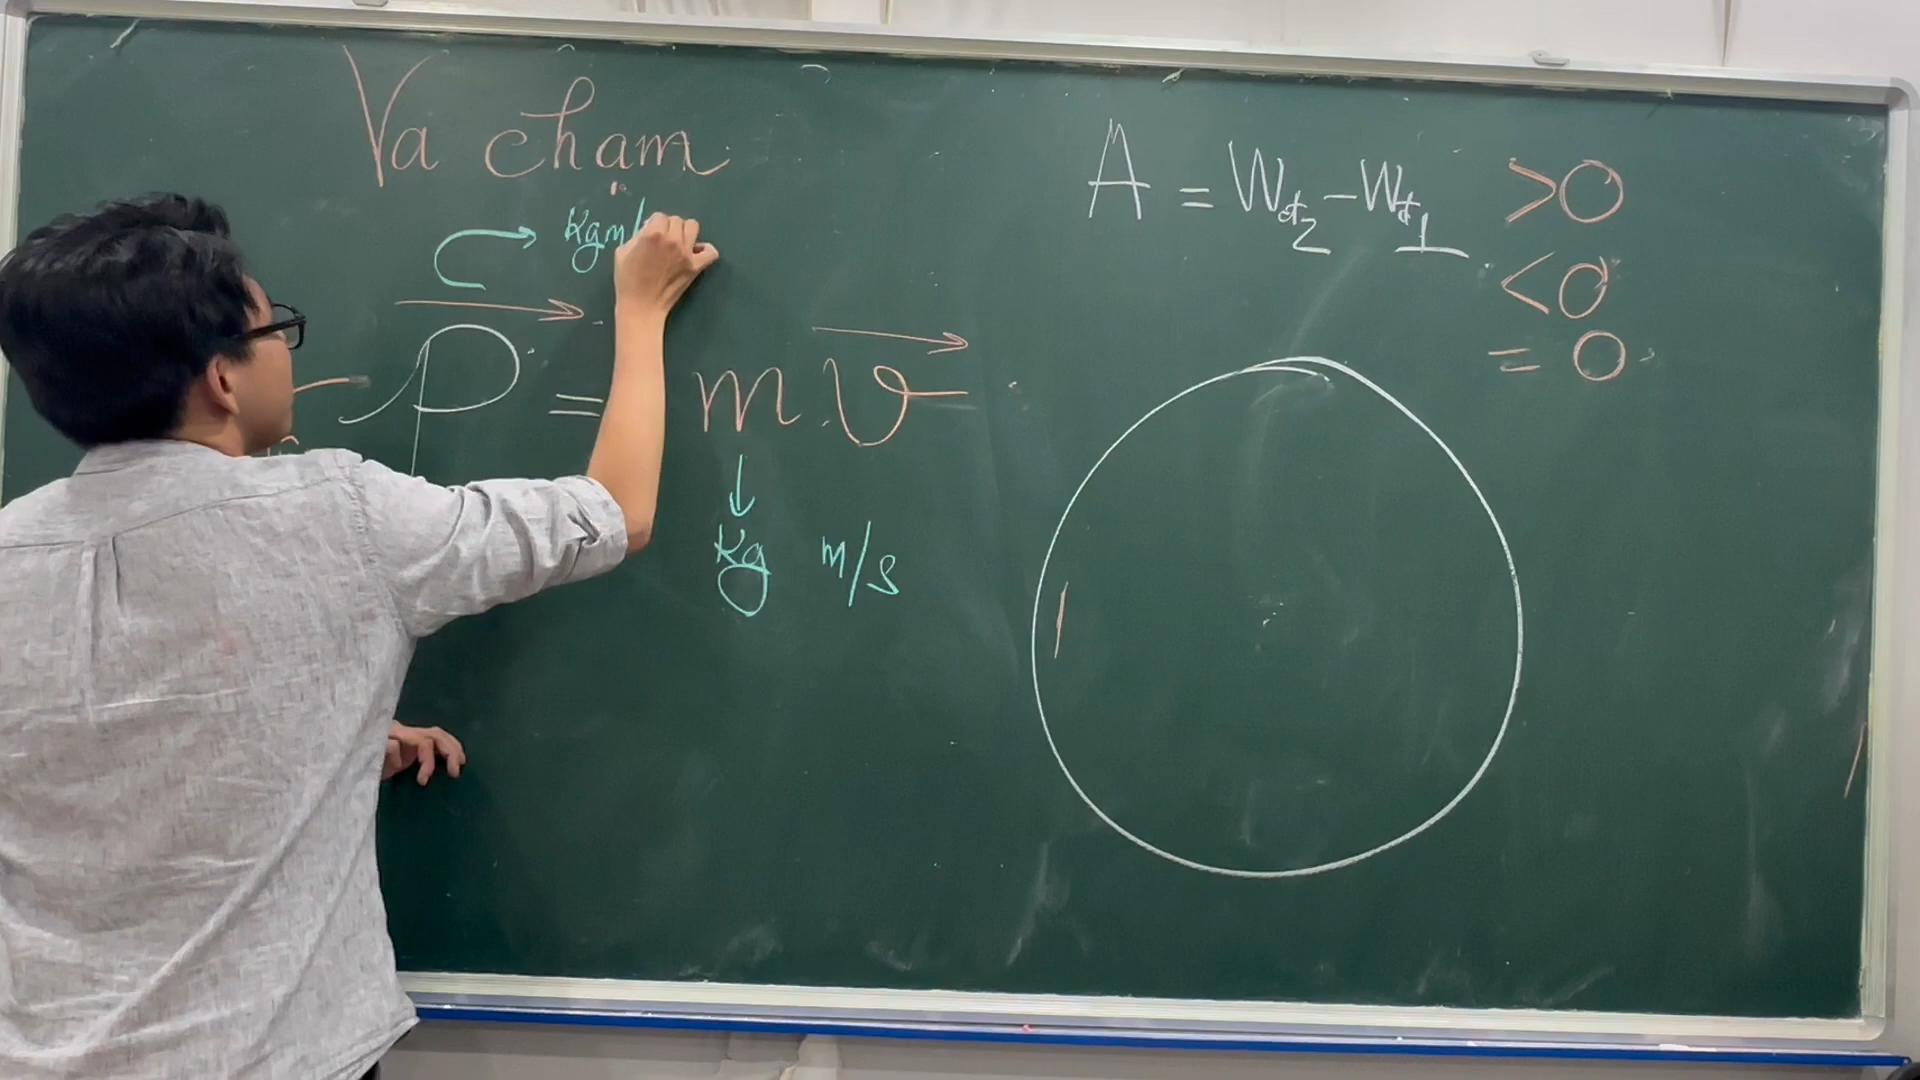 Va chạm
kgm/
p = m.v
kg m/s
A = Wđ2 - Wđ1 >0
<0
= 0